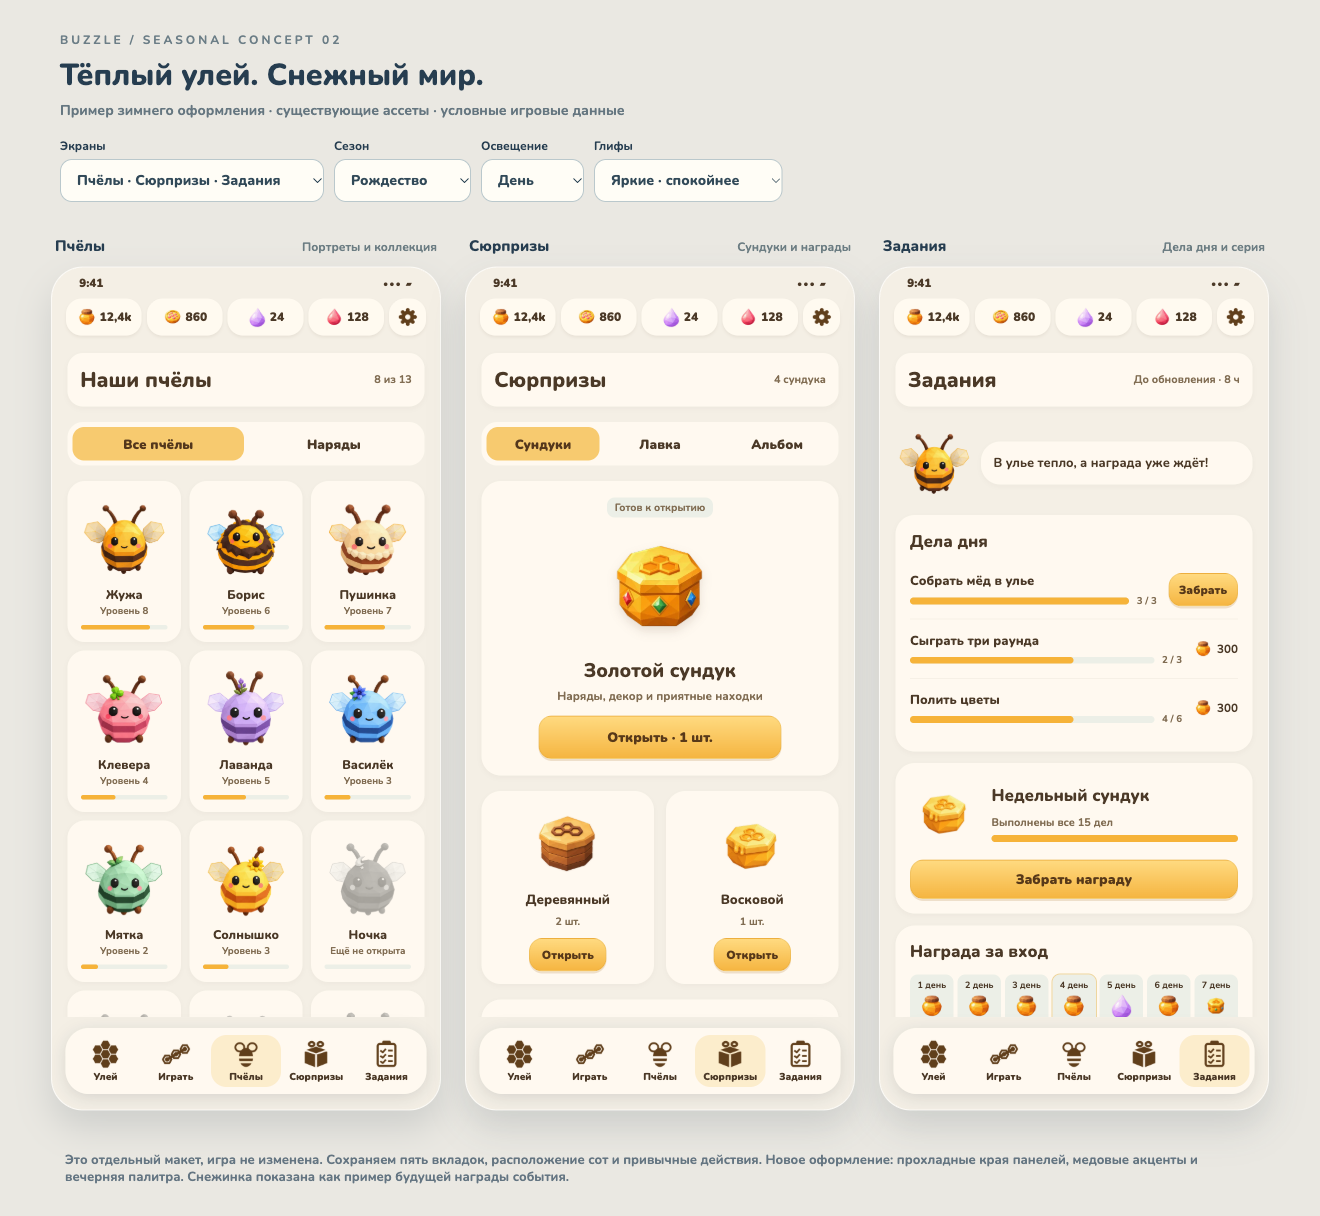 BUZZLE / SEASONAL CONCEPT 02
Тёплый улей. Снежный мир.
Пример зимнего оформления · существующие ассеты · условные игровые данные
Экраны
Сезон
Освещение
Глифы
Пчёлы · Сюрпризы · Задания
Рождество
День
Яркие · спокойнее
Пчёлы
Портреты и коллекция
9:41
12,4k
860
24
128
Наши пчёлы
8 из 13
Все пчёлы
Наряды
Жужа
Уровень 8
Борис
Уровень 6
Пушинка
Уровень 7
Клевера
Уровень 4
Лаванда
Уровень 5
Василёк
Уровень 3
Мятка
Уровень 2
Солнышко
Уровень 3
Ночка
Ещё не открыта
Улей
Играть
Пчёлы
Сюрпризы
Задания
Сюрпризы
Сундуки и награды
9:41
12,4k
860
24
128
Сюрпризы
4 сундука
Сундуки
Лавка
Альбом
Готов к открытию
Золотой сундук
Наряды, декор и приятные находки
Открыть · 1 шт.
Деревянный
2 шт.
Открыть
Восковой
1 шт.
Открыть
Улей
Играть
Пчёлы
Сюрпризы
Задания
Задания
Дела дня и серия
9:41
12,4k
860
24
128
Задания
До обновления · 8 ч
В улье тепло, а награда уже ждёт!
Дела дня
Собрать мёд в улье
3 / 3
Забрать
Сыграть три раунда
2 / 3
300
Полить цветы
4 / 6
300
Недельный сундук
Выполнены все 15 дел
Забрать награду
Награда за вход
1 день
2 день
3 день
4 день
5 день
6 день
7 день
Улей
Играть
Пчёлы
Сюрпризы
Задания
Это отдельный макет, игра не изменена. Сохраняем пять вкладок, расположение сот и привычные действия. Новое оформление: прохладные края панелей, медовые акценты и
вечерняя палитра. Снежинка показана как пример будущей награды события.